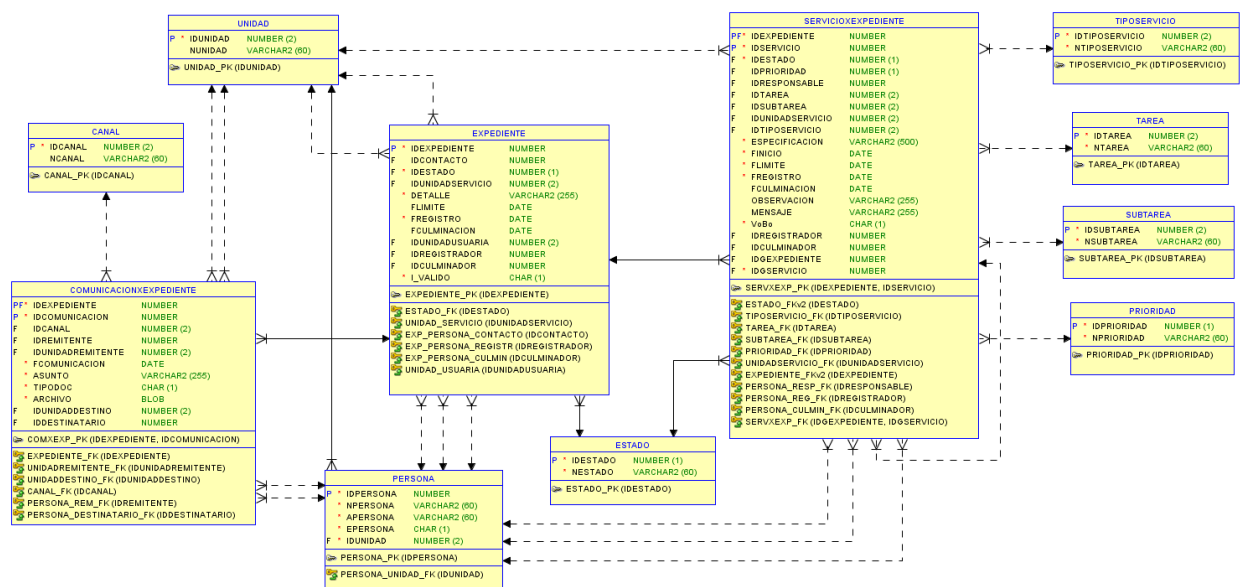 UNIDAD
P * IDUNIDAD NUMBER (2)
NUNIDAD VARCHAR2 (60)
UNIDAD_PK (IDUNIDAD)
CANAL
P * IDCANAL NUMBER (2)
NCANAL VARCHAR2 (60)
CANAL_PK (IDCANAL)
COMUNICACIONXEXPEDIENTE
PF* IDEXPEDIENTE NUMBER
P * IDCOMUNICACION NUMBER
F IDCANAL NUMBER (2)
F IDREMITENTE NUMBER
F IDUNIDADREMITENTE NUMBER (2)
* FCOMUNICACION DATE
* ASUNTO VARCHAR2 (255)
* TIPODOC CHAR (1)
* ARCHIVO BLOB
F IDUNIDADDESTINO NUMBER (2)
F IDDESTINATARIO NUMBER
COMXEXP_PK (IDEXPEDIENTE, IDCOMUNICACION)
EXPEDIENTE_FK (IDEXPEDIENTE)
UNIDADREMITENTE_FK (IDUNIDADREMITENTE)
UNIDADDESTINO_FK (IDUNIDADDESTINO)
CANAL_FK (IDCANAL)
PERSONA_REM_FK (IDREMITENTE)
PERSONA_DESTINATARIO_FK (IDDESTINATARIO)
EXPEDIENTE
P * IDEXPEDIENTE NUMBER
F IDCONTACTO NUMBER
F * IDESTADO NUMBER (1)
F IDUNIDADSERVICIO NUMBER (2)
* DETALLE VARCHAR2 (255)
FLIMITE DATE
* FREGISTRO DATE
FCULMINACION DATE
F IDUNIDADUSUARIA NUMBER (2)
F IDREGISTRADOR NUMBER
F IDCULMINADOR NUMBER
* I_VALIDO CHAR (1)
EXPEDIENTE_PK (IDEXPEDIENTE)
ESTADO_FK (IDESTADO)
UNIDAD_SERVICIO (IDUNIDADSERVICIO)
EXP_PERSONA_CONTACTO (IDCONTACTO)
EXP_PERSONA_REGISTR (IDREGISTRADOR)
EXP_PERSONA_CULMIN (IDCULMINADOR)
UNIDAD_USUARIA (IDUNIDADUSUARIA)
PERSONA
P * IDPERSONA NUMBER
* NPERSONA VARCHAR2 (60)
* APERSONA VARCHAR2 (60)
* EPERSONA CHAR (1)
F * IDUNIDAD NUMBER (2)
PERSONA_PK (IDPERSONA)
PERSONA_UNIDAD_FK (IDUNIDAD)
ESTADO
P * IDESTADO NUMBER (1)
* NESTADO VARCHAR2 (60)
ESTADO_PK (IDESTADO)
SERVICIOXEXPEDIENTE
PF* IDEXPEDIENTE NUMBER
P * IDSERVICIO NUMBER
F * IDESTADO NUMBER (1)
F IDPRIORIDAD NUMBER (1)
F IDRESPONSABLE NUMBER
F IDTAREA NUMBER (2)
F IDSUBTAREA NUMBER (2)
F IDUNIDADSERVICIO NUMBER (2)
F IDTIPOSERVICIO NUMBER (2)
* ESPECIFICACION VARCHAR2 (500)
* FINICIO DATE
* FLIMITE DATE
* FREGISTRO DATE
FCULMINACION DATE
OBSERVACION VARCHAR2 (255)
MENSAJE VARCHAR2 (255)
* VoBo CHAR (1)
F IDREGISTRADOR NUMBER
F IDCULMINADOR NUMBER
F IDGEXPEDIENTE NUMBER
F * IDGSERVICIO NUMBER
SERVXEXP_PK (IDEXPEDIENTE, IDSERVICIO)
ESTADO_FKv2 (IDESTADO)
TIPOSERVICIO_FK (IDTIPOSERVICIO)
TAREA_FK (IDTAREA)
SUBTAREA_FK (IDSUBTAREA)
PRIORIDAD_FK (IDPRIORIDAD)
UNIDADSERVICIO_FK (IDUNIDADSERVICIO)
EXPEDIENTE_FKv2 (IDEXPEDIENTE)
PERSONA_RESP_FK (IDRESPONSABLE)
PERSONA_REG_FK (IDREGISTRADOR)
PERSONA_CULMIN_FK (IDCULMINADOR)
SERVXEXP_FK (IDGEXPEDIENTE, IDGSERVICIO)
TIPOSERVICIO
P * IDTIPOSERVICIO NUMBER (2)
* NTIPOSERVICIO VARCHAR2 (60)
TIPOSERVICIO_PK (IDTIPOSERVICIO)
TAREA
P * IDTAREA NUMBER (2)
* NTAREA VARCHAR2 (60)
TAREA_PK (IDTAREA)
SUBTAREA
P * IDSUBTAREA NUMBER (2)
* NSUBTAREA VARCHAR2 (60)
SUBTAREA_PK (IDSUBTAREA)
PRIORIDAD
P * IDPRIORIDAD NUMBER (1)
* NPRIORIDAD VARCHAR2 (60)
PRIORIDAD_PK (IDPRIORIDAD)